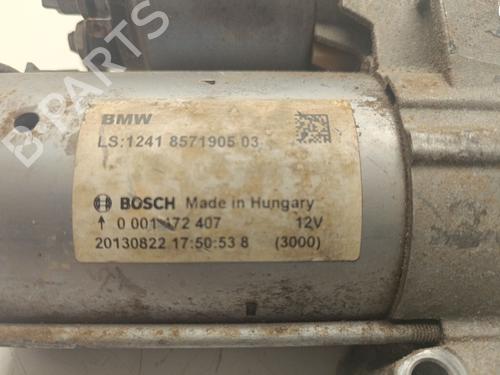 BMW
LS:1241 8571905 03
BOSCH Made in Hungary
↑ 0 001 172 407 12V
20130822 17:50:53 8 (3000)